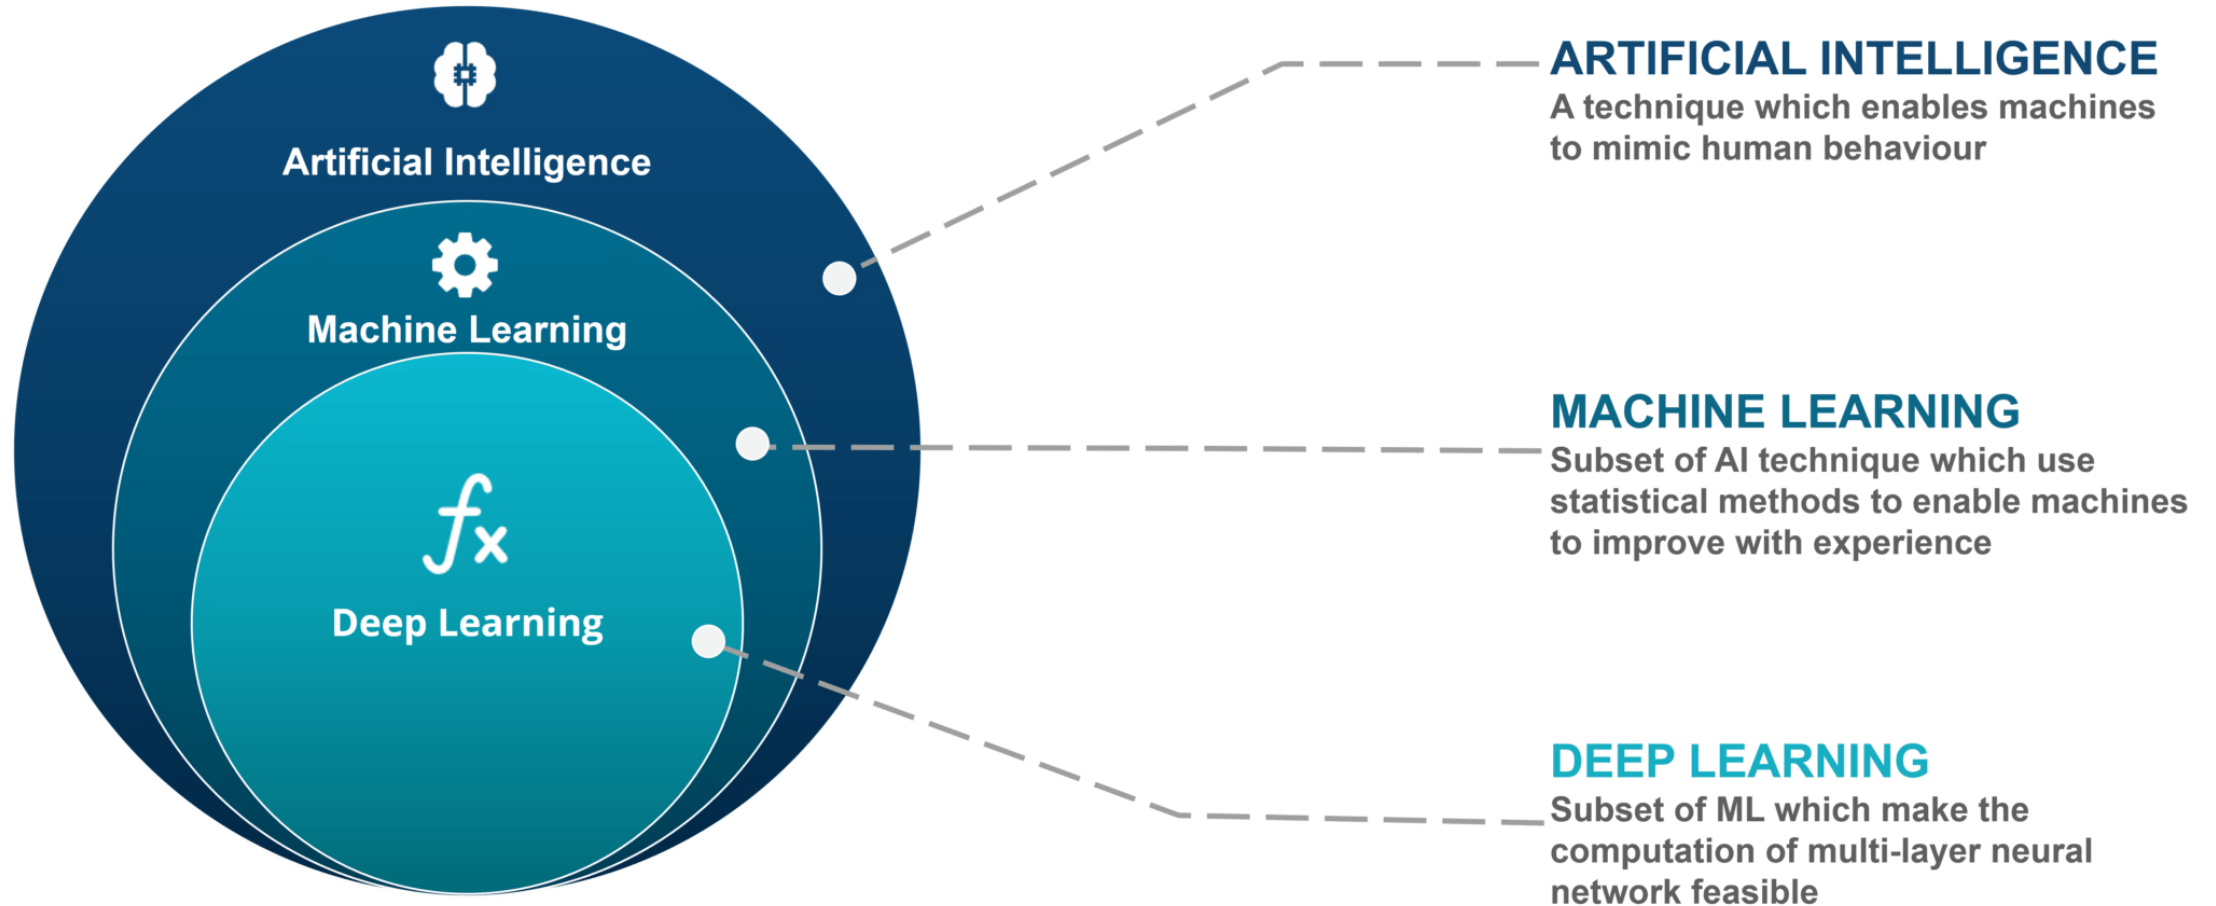 Artificial Intelligence
Machine Learning
fx
Deep Learning
ARTIFICIAL INTELLIGENCE
A technique which enables machines
to mimic human behaviour
MACHINE LEARNING
Subset of AI technique which use
statistical methods to enable machines
to improve with experience
DEEP LEARNING
Subset of ML which make the
computation of multi-layer neural
network feasible